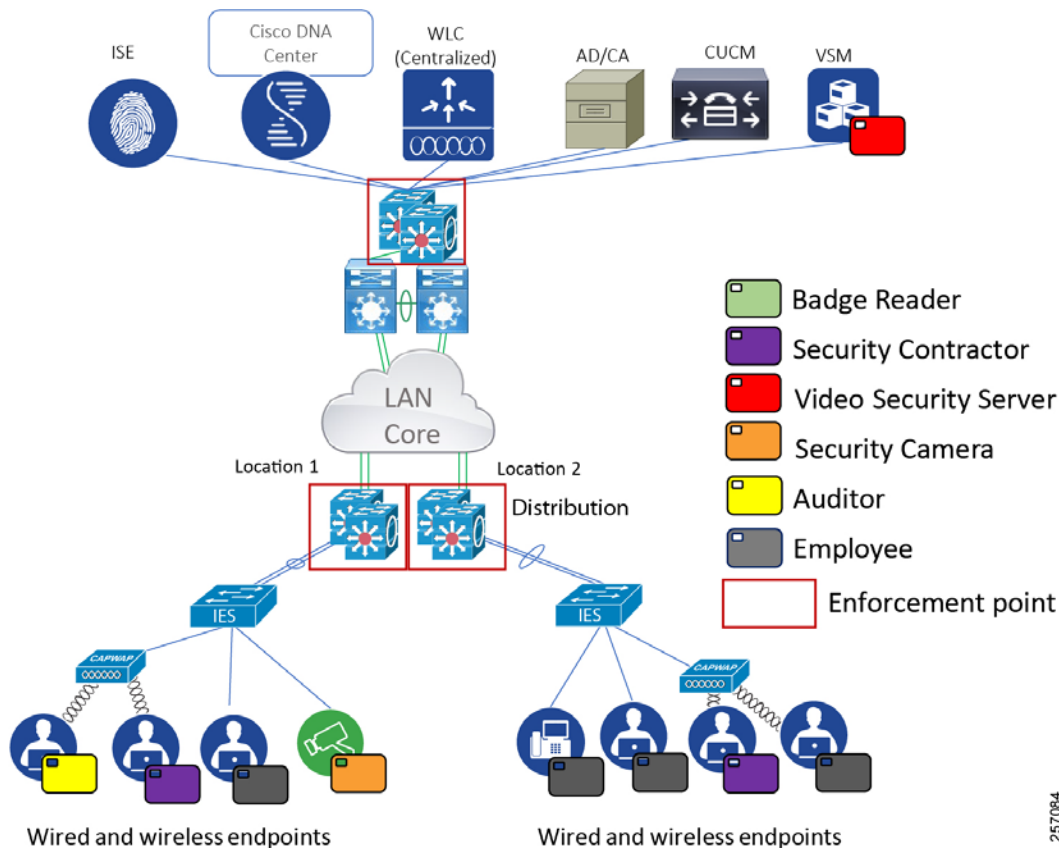 ISE
Cisco DNA
Center
WLC
(Centralized)
AD/CA
CUCM
VSM
LAN
Core
Location 1
Location 2
Distribution
IES
IES
CAPWAP
CAPWAP
Badge Reader
Security Contractor
Video Security Server
Security Camera
Auditor
Employee
Enforcement point
Wired and wireless endpoints
Wired and wireless endpoints
257084